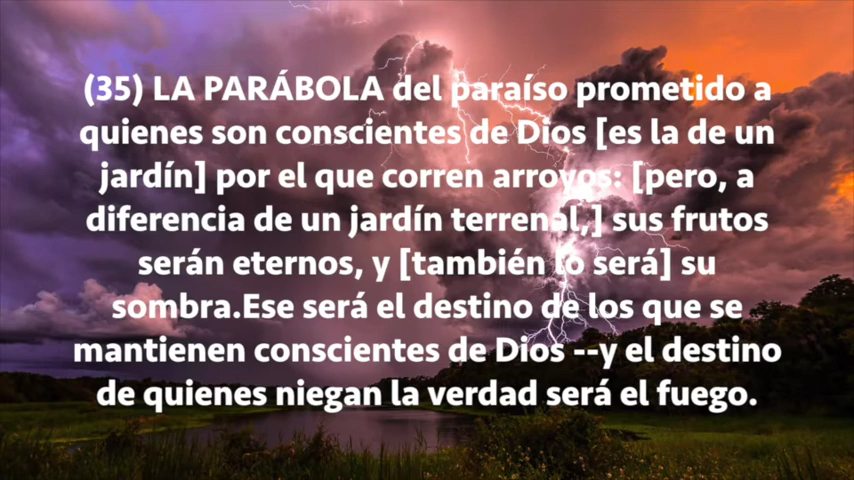 (35) LA PARÁBOLA del paraíso prometido a
quienes son conscientes de Dios [es la de un
jardín] por el que corren arroyos: [pero, a
diferencia de un jardín terrenal,] sus frutos
serán eternos, y [también lo será] su
sombra.Ese será el destino de los que se
mantienen conscientes de Dios --y el destino
de quienes niegan la verdad será el fuego.